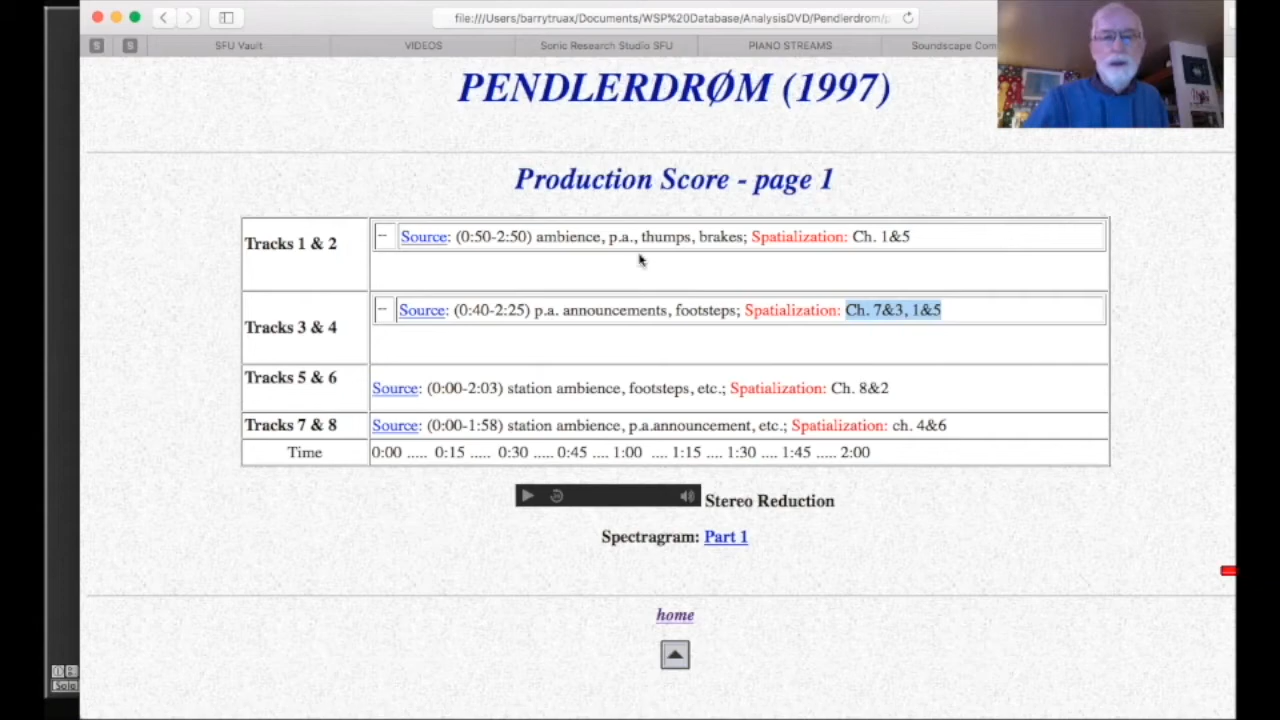 file:///Users/barrytruax/Documents/WSP%20Database/AnalysisDVD/Pendlerdrom/p
S S SFU Vault VIDEOS Sonic Research Studio SFU PIANO STREAMS Soundscape Com
PENDLERDRØM (1997)
Production Score - page 1
Tracks 1 & 2
-- Source: (0:50-2:50) ambience, p.a., thumps, brakes; Spatialization: Ch. 1&5
Tracks 3 & 4
-- Source: (0:40-2:25) p.a. announcements, footsteps; Spatialization: Ch. 7&3, 1&5
Tracks 5 & 6
Source: (0:00-2:03) station ambience, footsteps, etc.; Spatialization: Ch. 8&2
Tracks 7 & 8
Source: (0:00-1:58) station ambience, p.a.announcement, etc.; Spatialization: ch. 4&6
Time
0:00 ..... 0:15 ..... 0:30 ..... 0:45 .... 1:00 .... 1:15 .... 1:30 .... 1:45 ..... 2:00
Stereo Reduction
Spectragram: Part 1
home
Solo